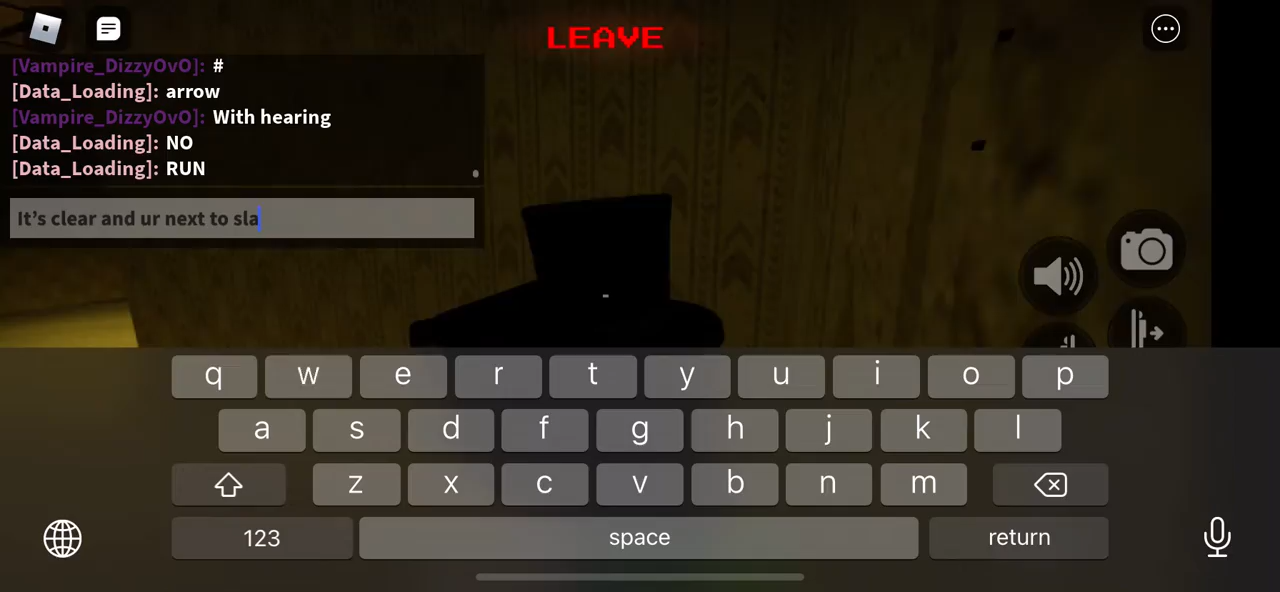 LEAVE
[Vampire_DizzyOvO]: #
[Data_Loading]: arrow
[Vampire_DizzyOvO]: With hearing
[Data_Loading]: NO
[Data_Loading]: RUN
It’s clear and ur next to sla
q w e r t y u i o p
a s d f g h j k l
z x c v b n m
123 space return